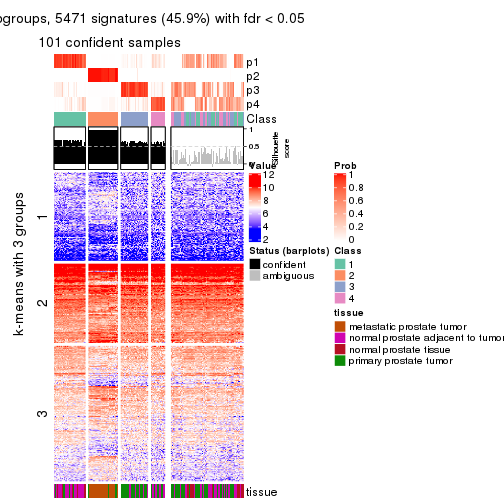 ogroups, 5471 signatures (45.9%) with fdr < 0.05
101 confident samples
p1
p2
p3
p4
Class
1
0.5
0
Silhouette
score
k-means with 3 groups
1
2
3
tissue
Value
12
10
8
6
4
2
Prob
1
0.8
0.6
0.4
0.2
0
Status (barplots)
confident
ambiguous
Class
1
2
3
4
tissue
metastatic prostate tumor
normal prostate adjacent to tumor
normal prostate tissue
primary prostate tumor